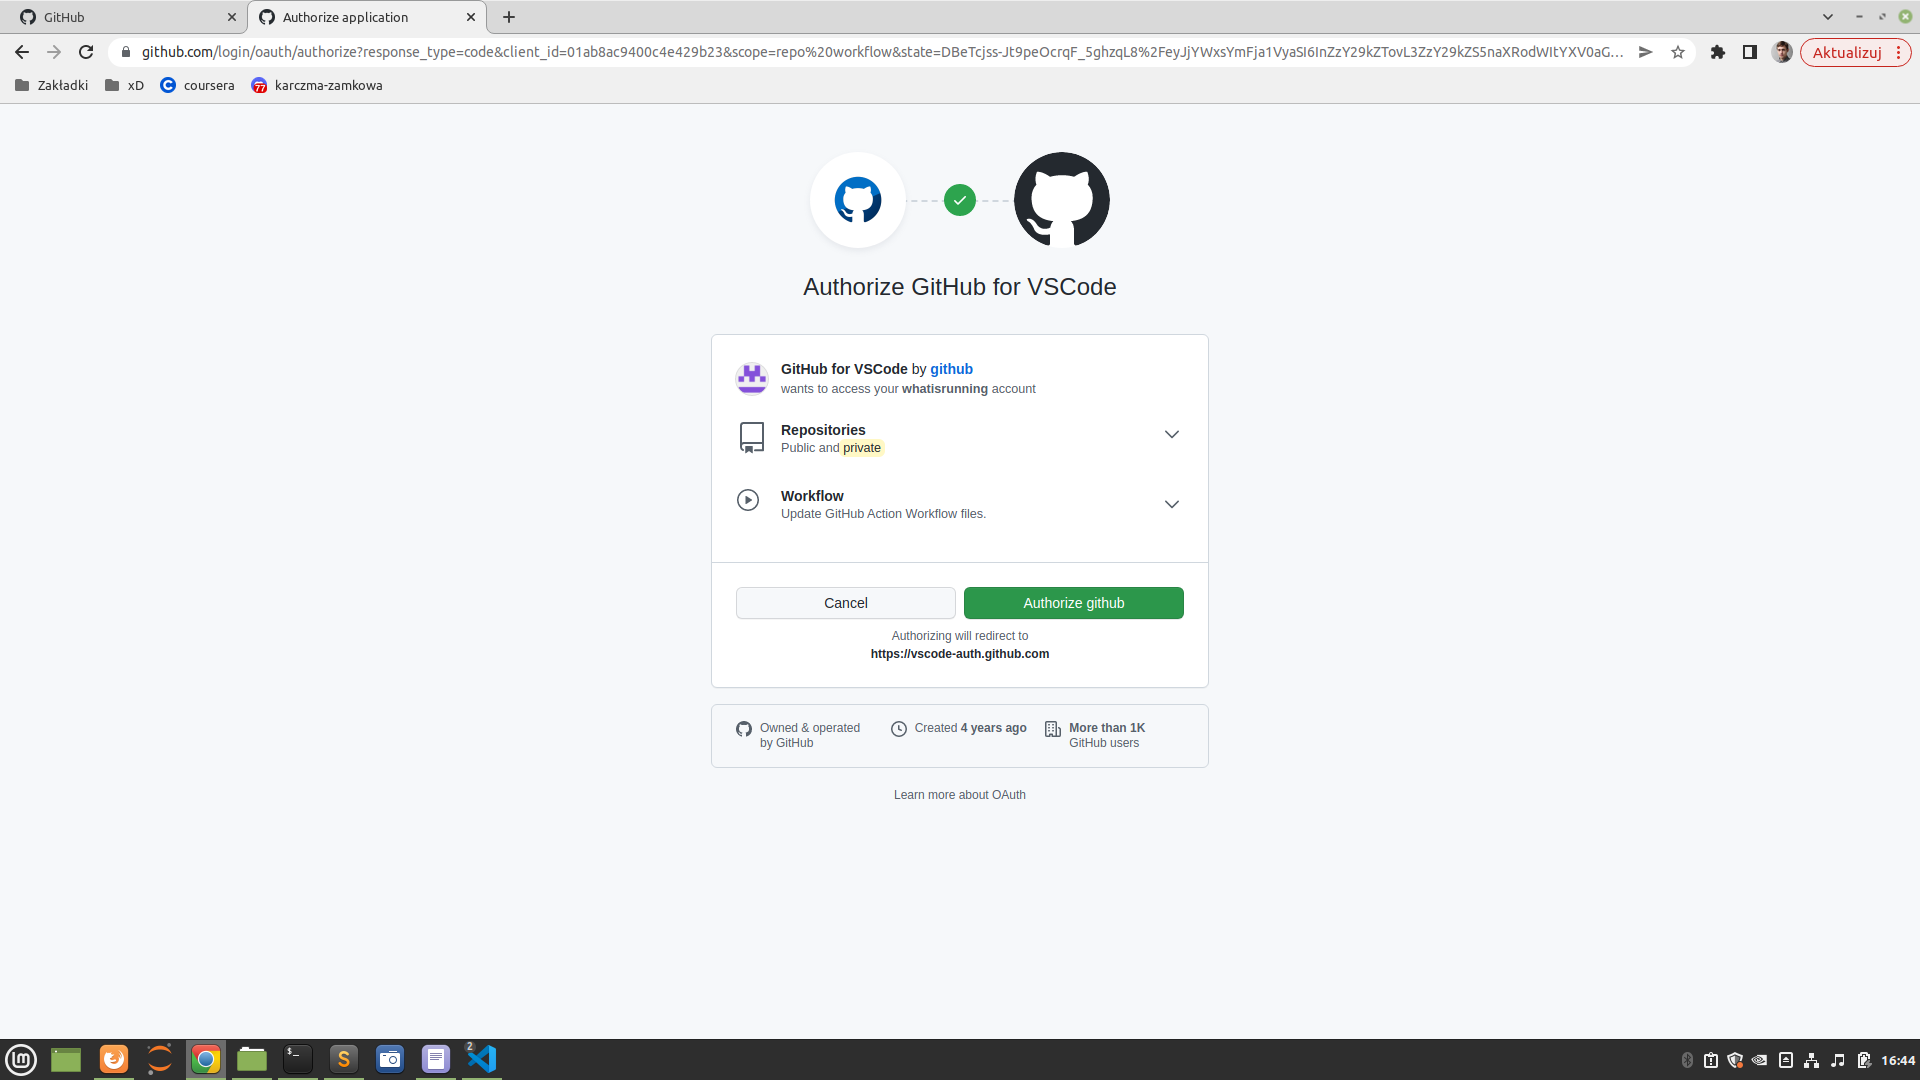 GitHub
Authorize application
github.com/login/oauth/authorize?response_type=code&client_id=01ab8ac9400c4e429b23&scope=repo%20workflow&state=DBeTcjss-Jt9peOcrqF_5ghzqL8%2FeyJjYWxsYmFja1VyaSI6InZzY29kZTovL3ZzY29kZS5naXRodWItYXV0aG...
Aktualizuj
Zakładki
xD
coursera
karczma-zamkowa
Authorize GitHub for VSCode
GitHub for VSCode by github
wants to access your whatisrunning account
Repositories
Public and private
Workflow
Update GitHub Action Workflow files.
Cancel
Authorize github
Authorizing will redirect to
https://vscode-auth.github.com
Owned & operated
by GitHub
Created 4 years ago
More than 1K
GitHub users
Learn more about OAuth
2
16:44